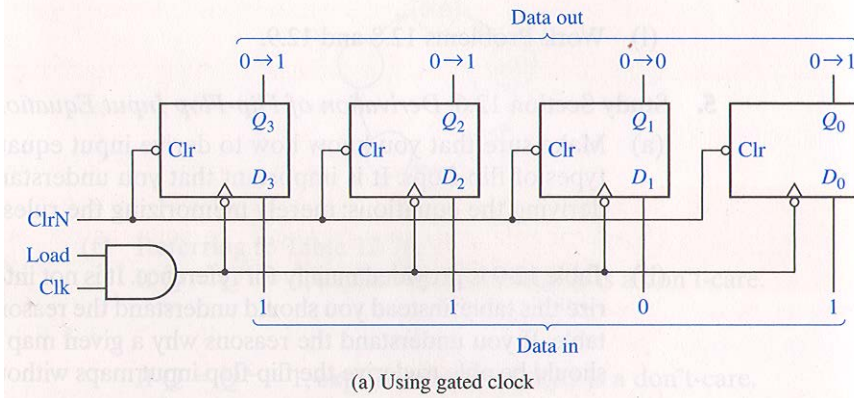 Data out
0→1 0→1 0→0 0→1
Q₃ Q₂ Q₁ Q₀
Clr Clr Clr Clr
D₃ D₂ D₁ D₀
ClrN
Load
Clk
1 1 0 1
Data in
(a) Using gated clock